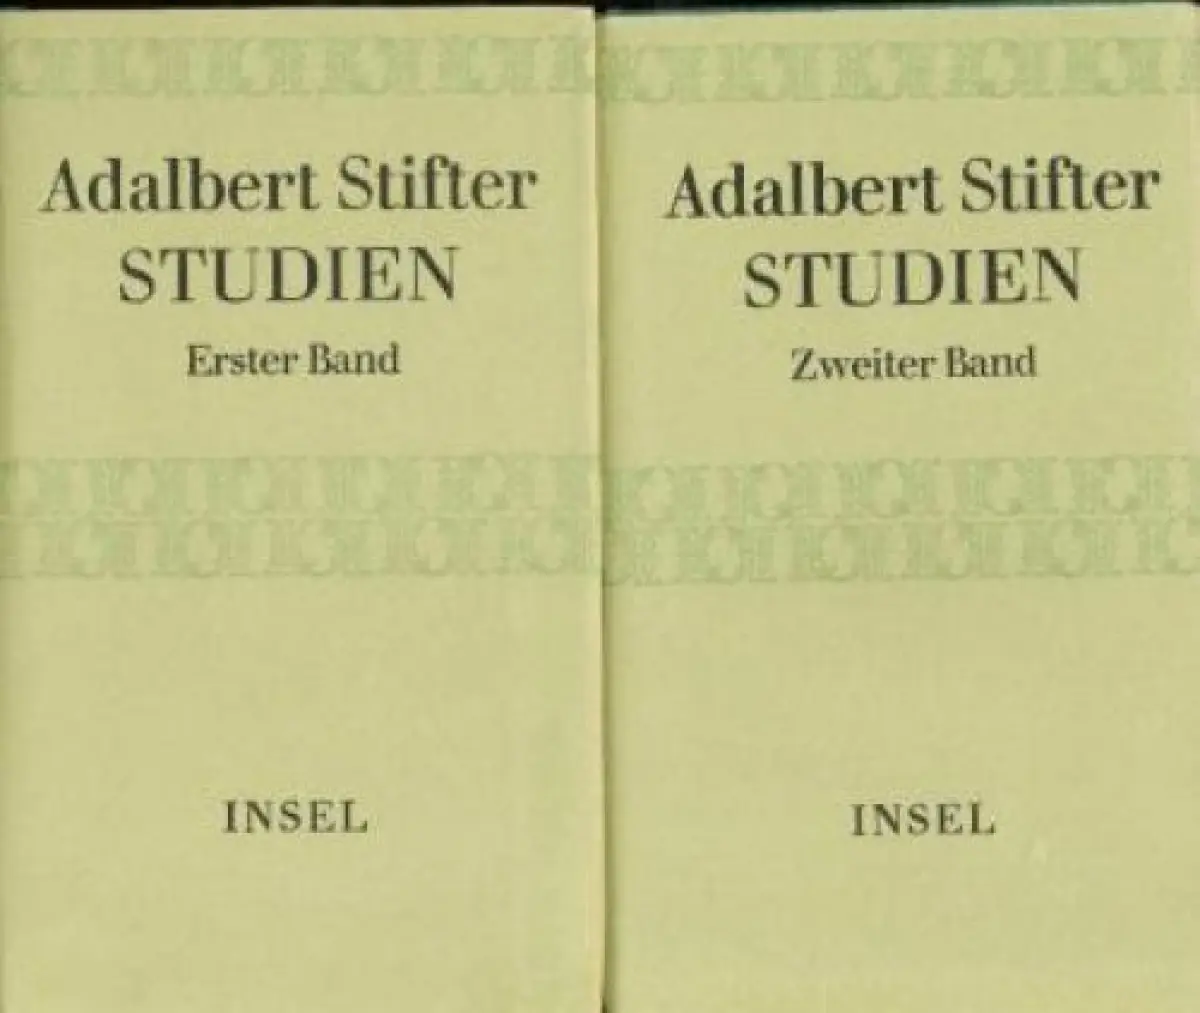 Adalbert Stifter
STUDIEN
Erster Band
INSEL
Adalbert Stifter
STUDIEN
Zweiter Band
INSEL